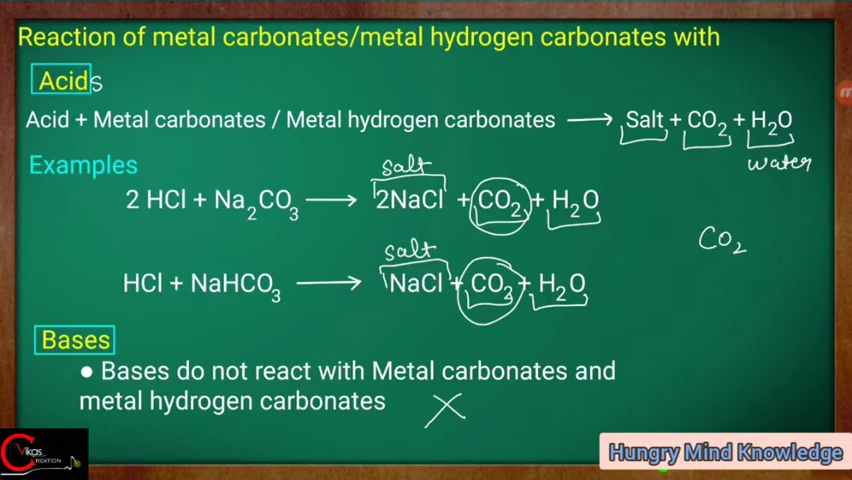 Reaction of metal carbonates/metal hydrogen carbonates with
Acids
Acid + Metal carbonates / Metal hydrogen carbonates ⟶ Salt + CO₂ + H₂O
water
Examples
salt
2 HCl + Na₂CO₃ ⟶ 2NaCl + CO₂ + H₂O
CO₂
salt
HCl + NaHCO₃ ⟶ NaCl + CO₂ + H₂O
Bases
● Bases do not react with Metal carbonates and
metal hydrogen carbonates
Vikas
CREATION
Hungry Mind Knowledge